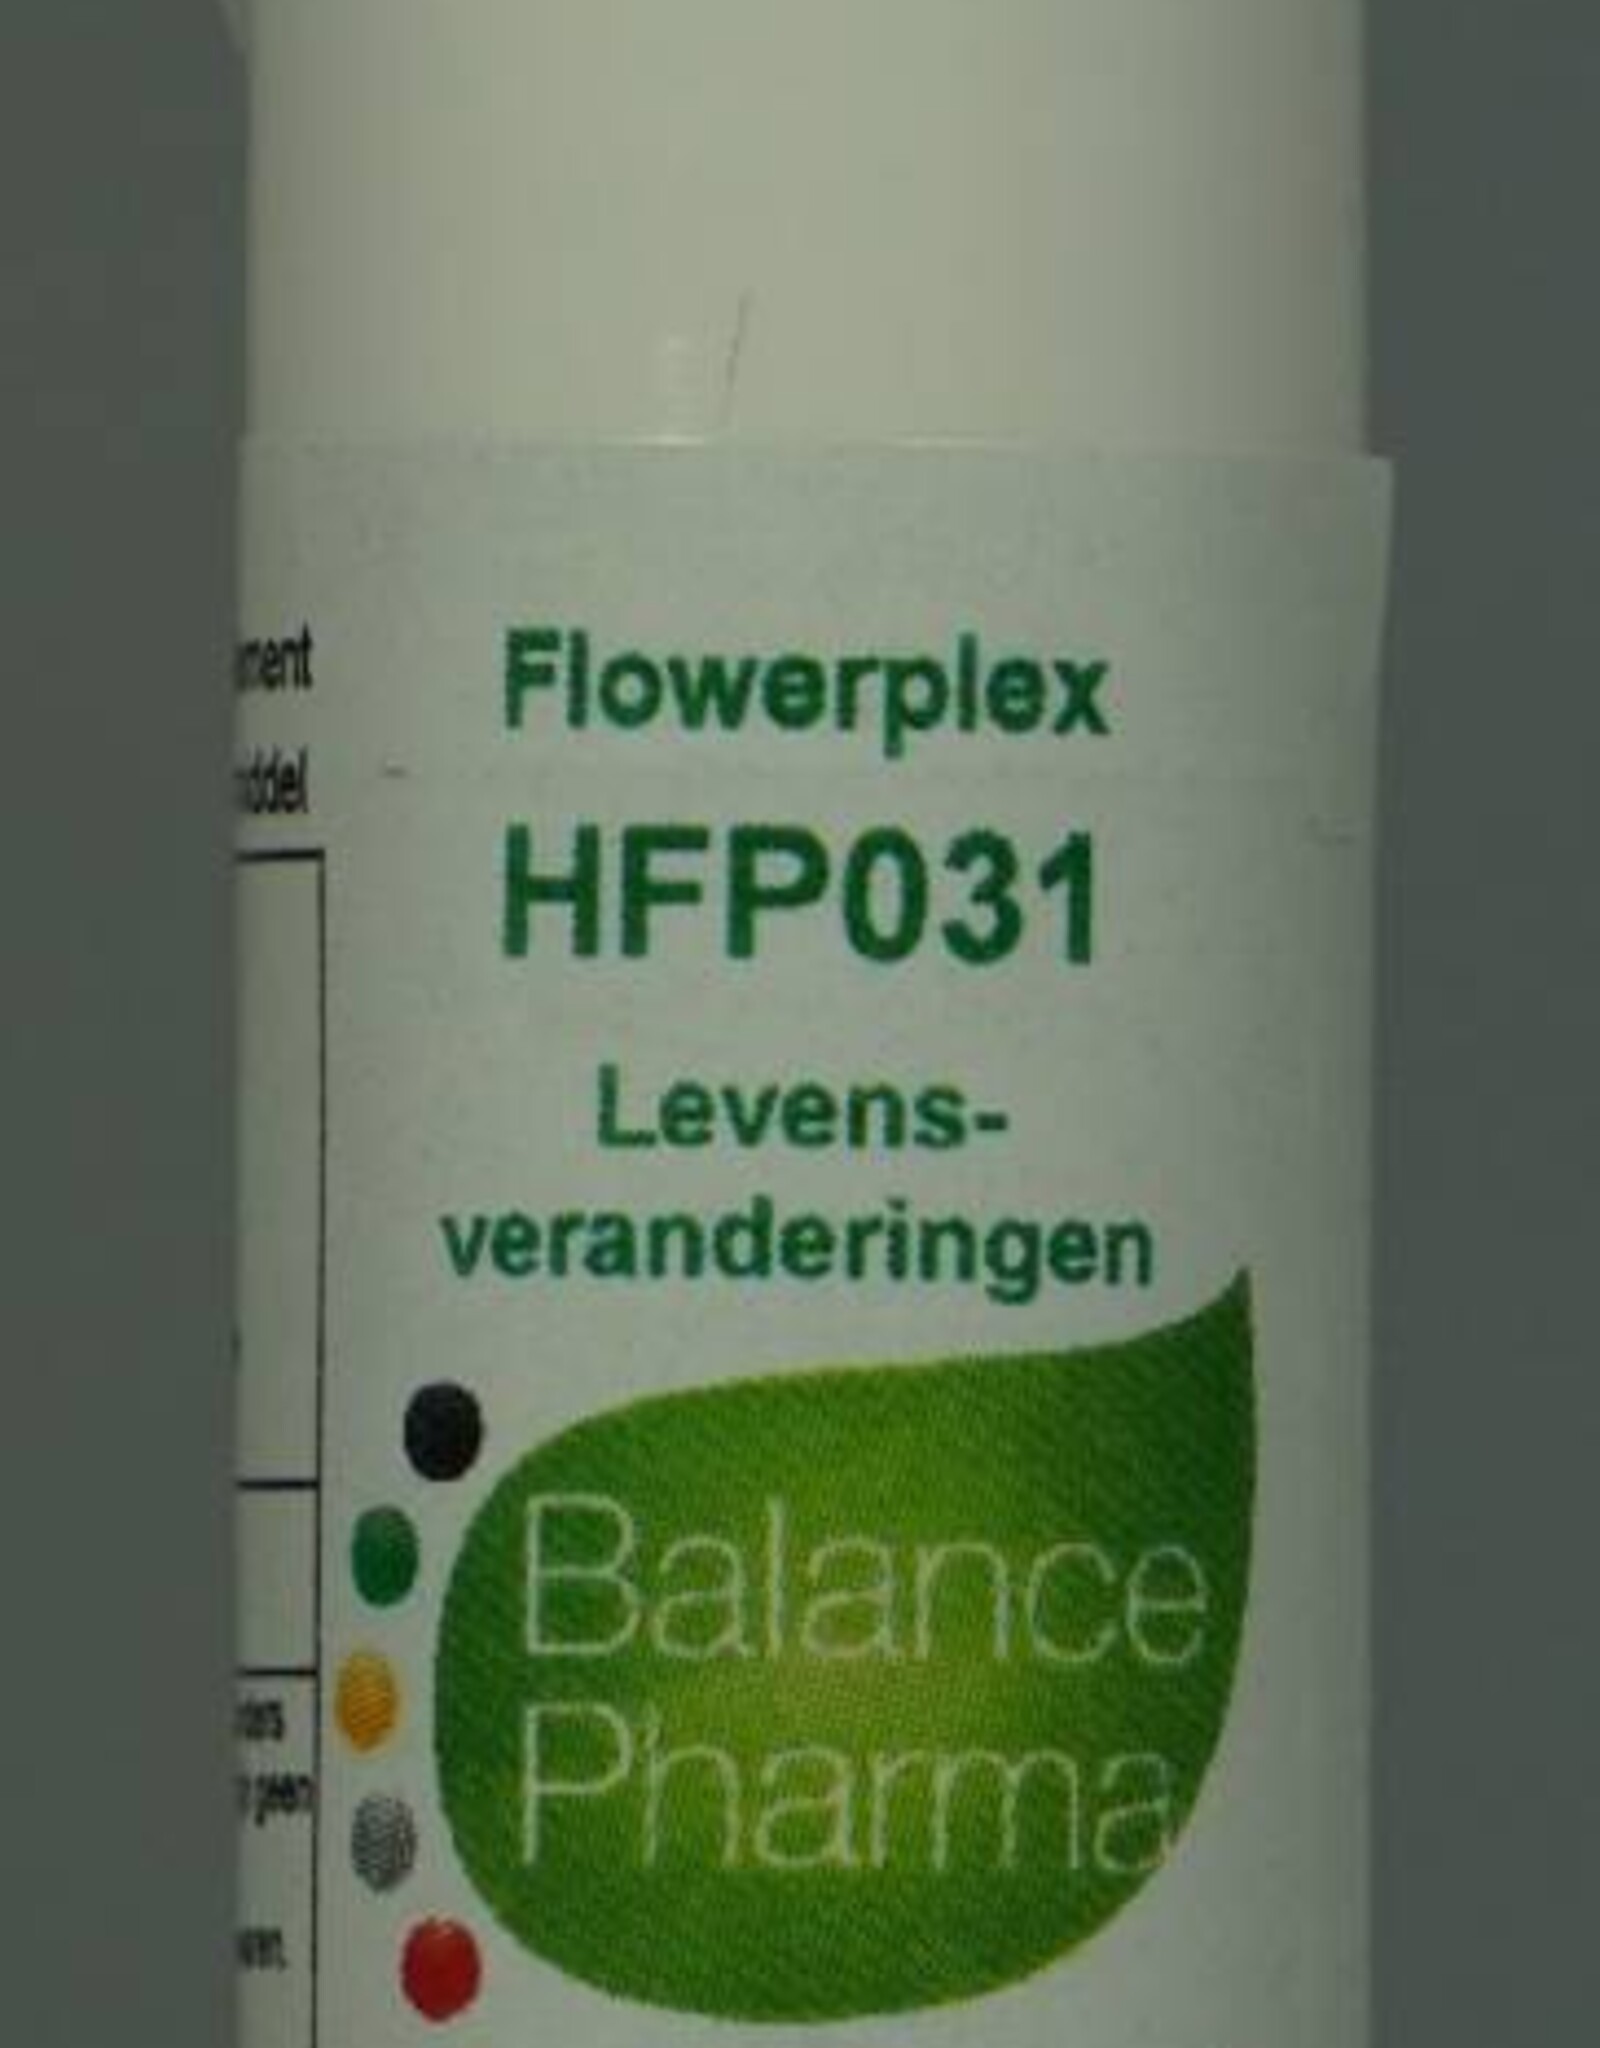 Flowerplex
HFP031
Levens-
veranderingen
Balance
Pharma